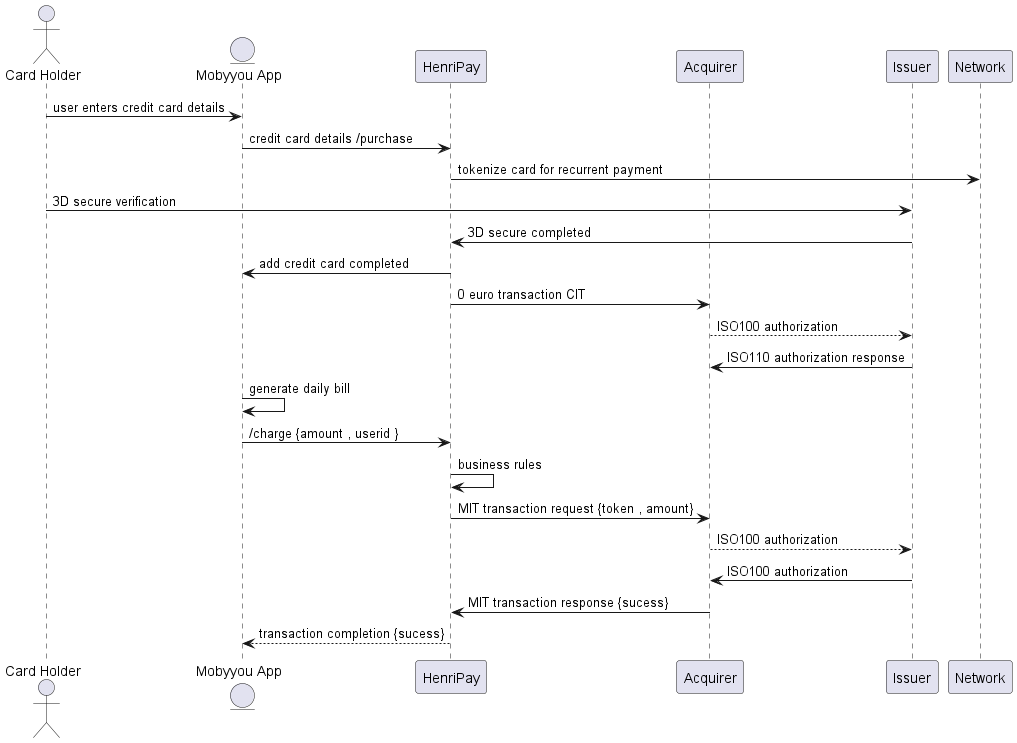 Card Holder
Mobyyou App
HenriPay
Acquirer
Issuer
Network
user enters credit card details
credit card details /purchase
tokenize card for recurrent payment
3D secure verification
3D secure completed
add credit card completed
0 euro transaction CIT
ISO100 authorization
ISO110 authorization response
generate daily bill
/charge {amount , userid }
business rules
MIT transaction request {token , amount}
ISO100 authorization
ISO100 authorization
MIT transaction response {sucess}
transaction completion {sucess}
Card Holder
Mobyyou App
HenriPay
Acquirer
Issuer
Network